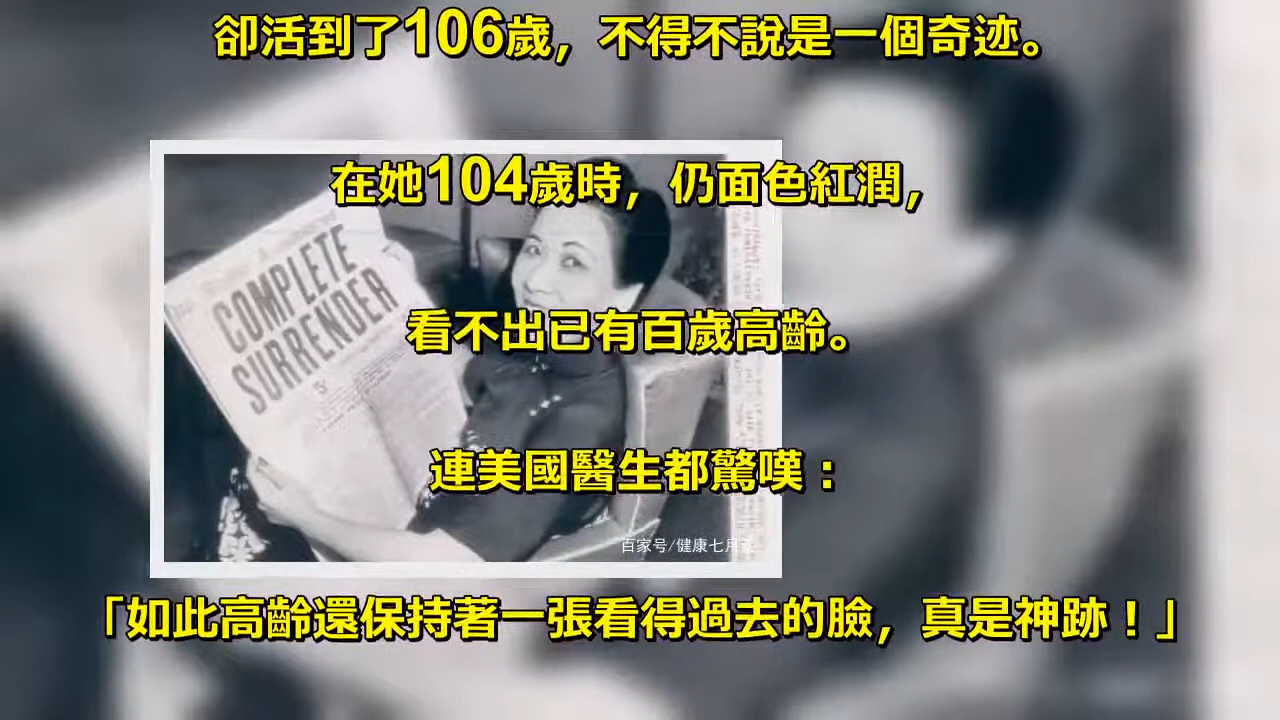 卻活到了106歲，不得不說是一個奇迹。
在她104歲時，仍面色紅潤，
COMPLETE
SURRENDER
看不出已有百歲高齡。
連美國醫生都驚嘆：
百家号/健康七月
「如此高齡還保持著一張看得過去的臉，真是神跡！」